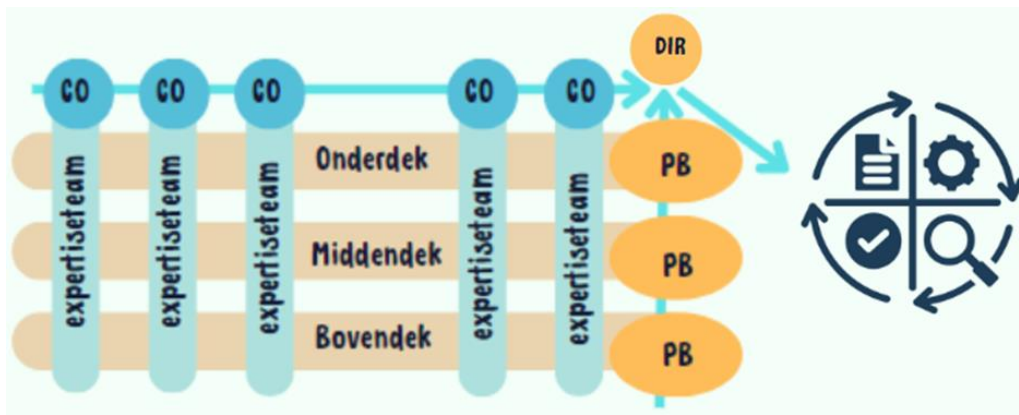 DIR
CO CO CO CO CO
Onderdek
PB
Middendek
PB
Bovendek
PB
expertiseteam
expertiseteam
expertiseteam
expertiseteam
expertiseteam